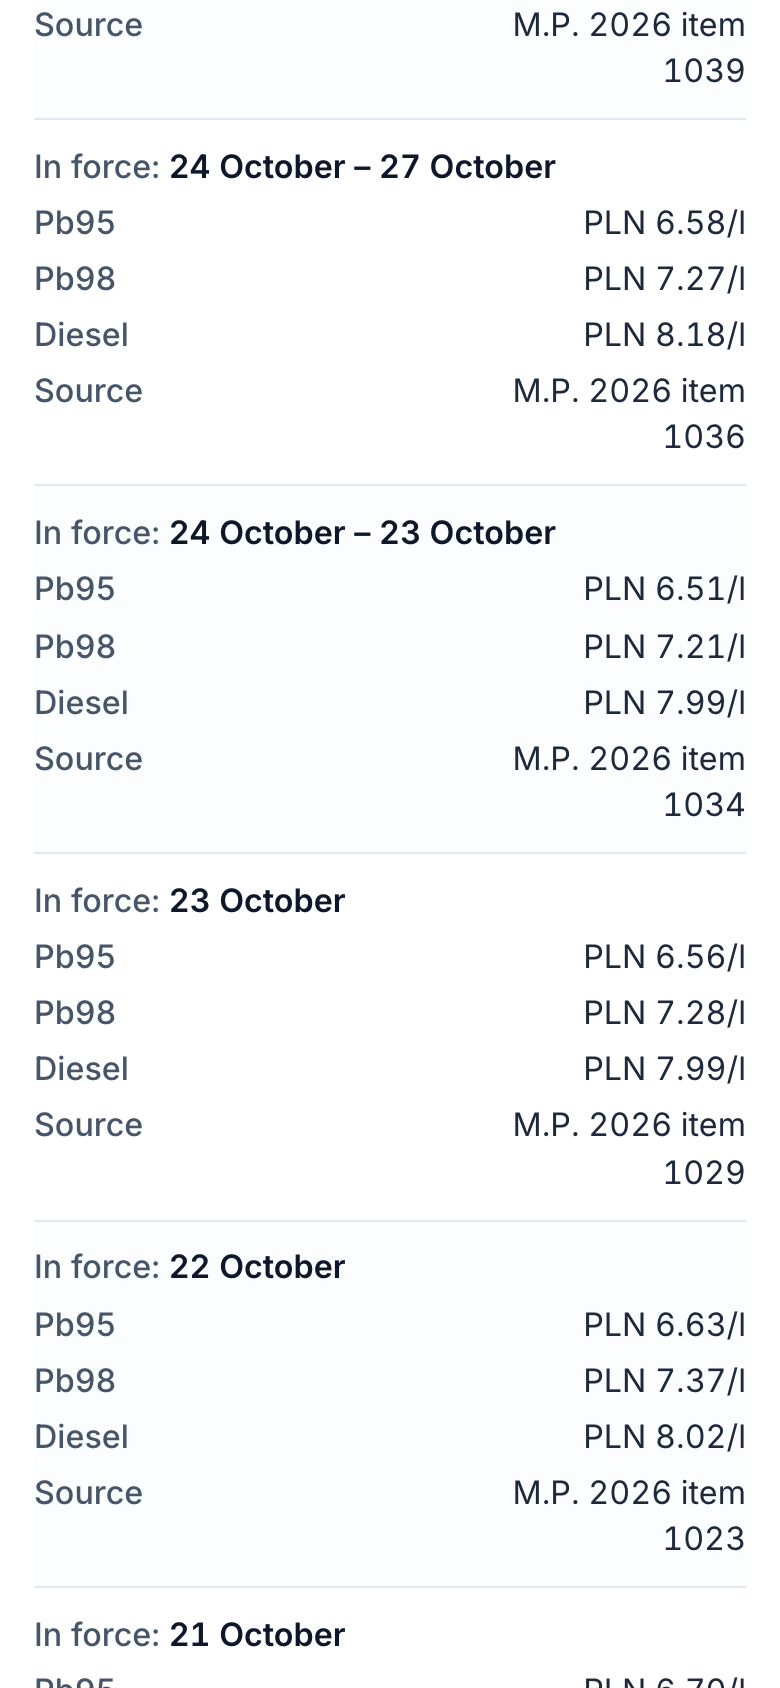 Source M.P. 2026 item
1039
In force: 24 October – 27 October
Pb95 PLN 6.58/l
Pb98 PLN 7.27/l
Diesel PLN 8.18/l
Source M.P. 2026 item
1036
In force: 24 October – 23 October
Pb95 PLN 6.51/l
Pb98 PLN 7.21/l
Diesel PLN 7.99/l
Source M.P. 2026 item
1034
In force: 23 October
Pb95 PLN 6.56/l
Pb98 PLN 7.28/l
Diesel PLN 7.99/l
Source M.P. 2026 item
1029
In force: 22 October
Pb95 PLN 6.63/l
Pb98 PLN 7.37/l
Diesel PLN 8.02/l
Source M.P. 2026 item
1023
In force: 21 October
Pb95 PLN 6.70/l